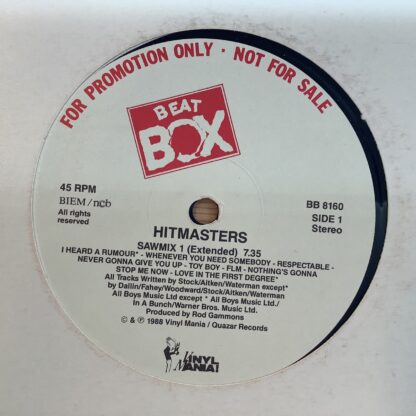 FOR PROMOTION ONLY · NOT FOR SALE
BEAT
BOX
45 RPM
BIEM/ncb
All rights
reserved
BB 8160
SIDE 1
Stereo
HITMASTERS
SAWMIX 1 (Extended) 7.35
I HEARD A RUMOUR* - WHENEVER YOU NEED SOMEBODY - RESPECTABLE -
NEVER GONNA GIVE YOU UP - TOY BOY - FLM - NOTHING'S GONNA
STOP ME NOW - LOVE IN THE FIRST DEGREE*
All Tracks Written by Stock/Aitken/Waterman except*
by Dallin/Fahey/Woodward/Stock/Aitken/Waterman
All Boys Music Ltd except * All Boys Music Ltd./
In A Bunch/Warner Bros. Music Ltd.
Produced by Rod Gammons
© & ℗ 1988 Vinyl Mania / Quazar Records
VINYL
MANIA!